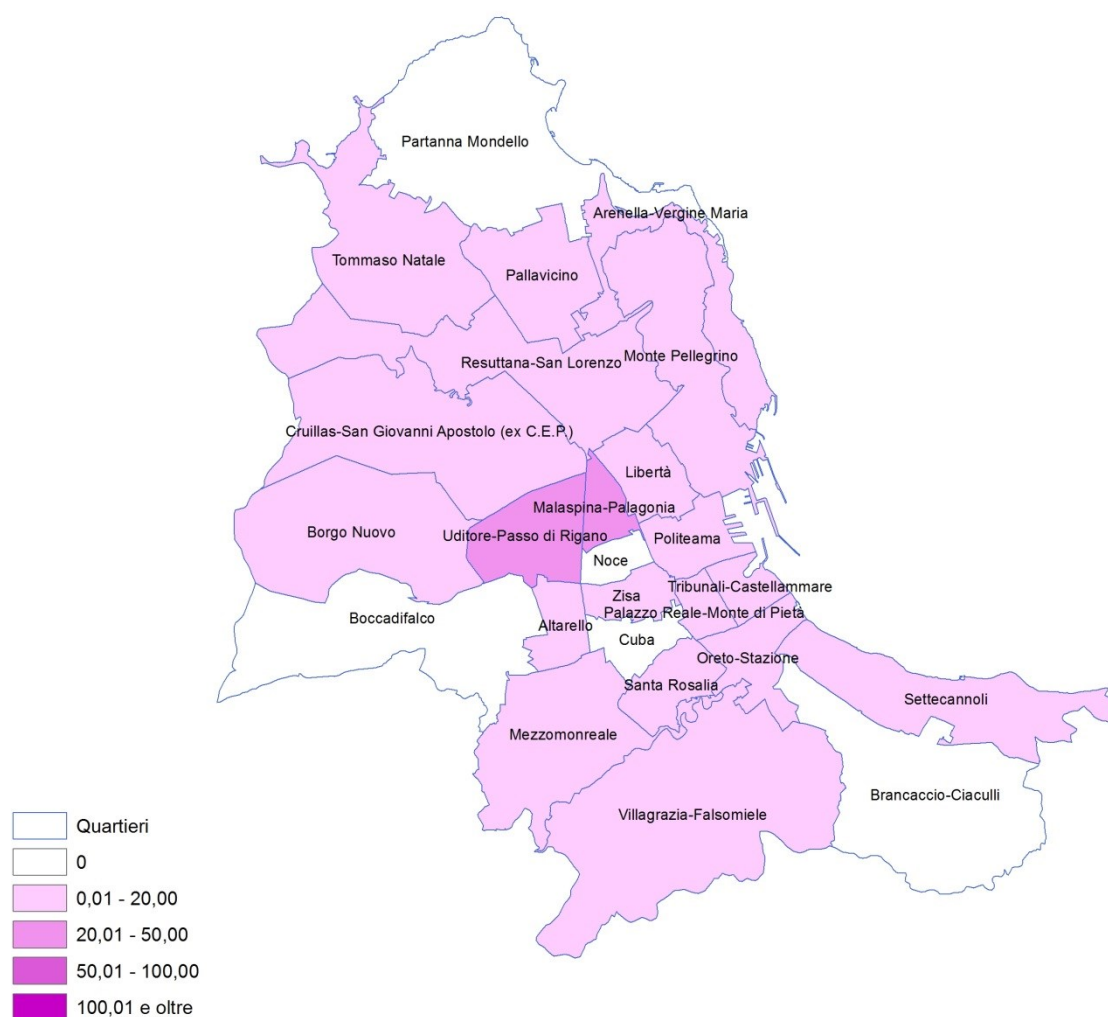 Partanna Mondello
Arenella-Vergine Maria
Tommaso Natale
Pallavicino
Resuttana-San Lorenzo
Monte Pellegrino
Cruillas-San Giovanni Apostolo (ex C.E.P.)
Libertà
Malaspina-Palagonia
Borgo Nuovo
Uditore-Passo di Rigano
Politeama
Noce
Tribunali-Castellammare
Zisa
Palazzo Reale-Monte di Pietà
Boccadifalco
Altarello
Cuba
Oreto-Stazione
Santa Rosalia
Settecannoli
Mezzomonreale
Brancaccio-Ciaculli
Villagrazia-Falsomiele
Quartieri
0
0,01 - 20,00
20,01 - 50,00
50,01 - 100,00
100,01 e oltre